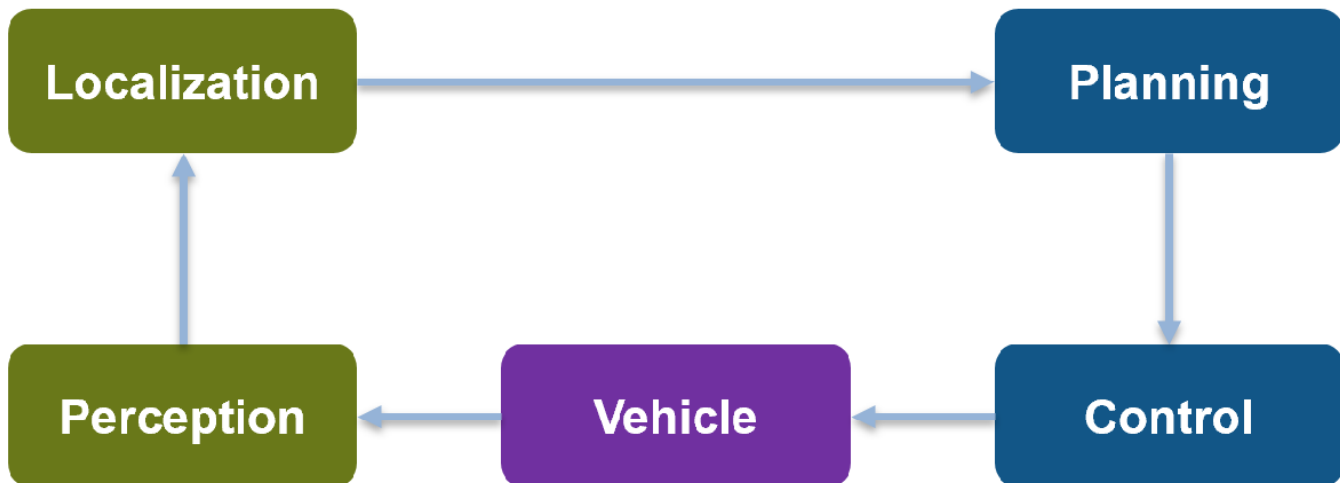 Localization
Planning
Perception
Vehicle
Control